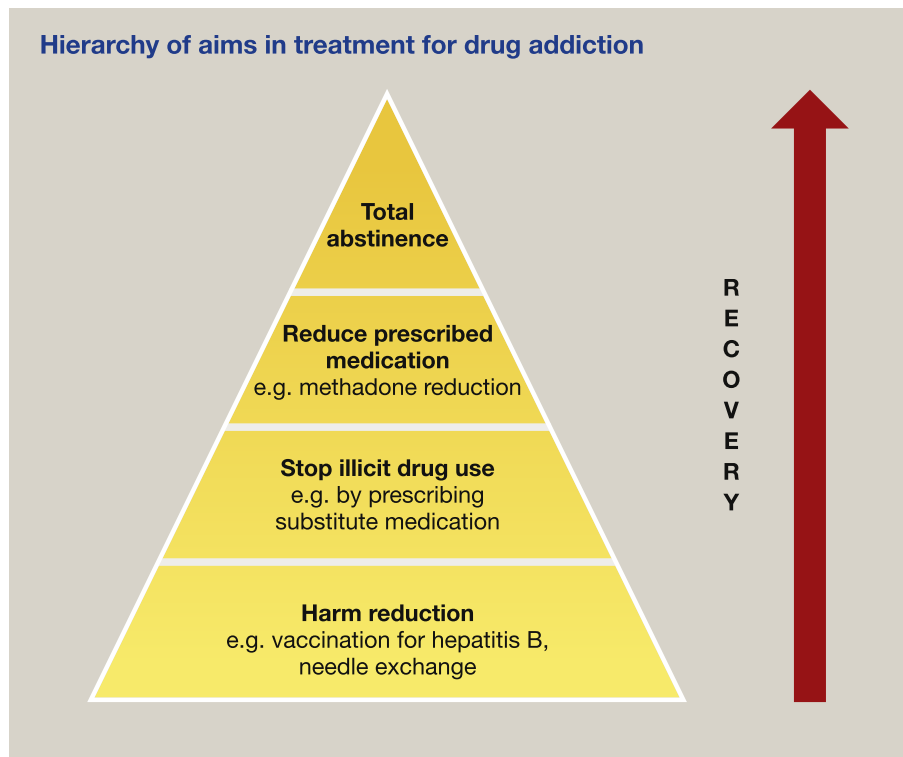 Hierarchy of aims in treatment for drug addiction
Total
abstinence
Reduce prescribed
medication
e.g. methadone reduction
Stop illicit drug use
e.g. by prescribing
substitute medication
Harm reduction
e.g. vaccination for hepatitis B,
needle exchange
R
E
C
O
V
E
R
Y